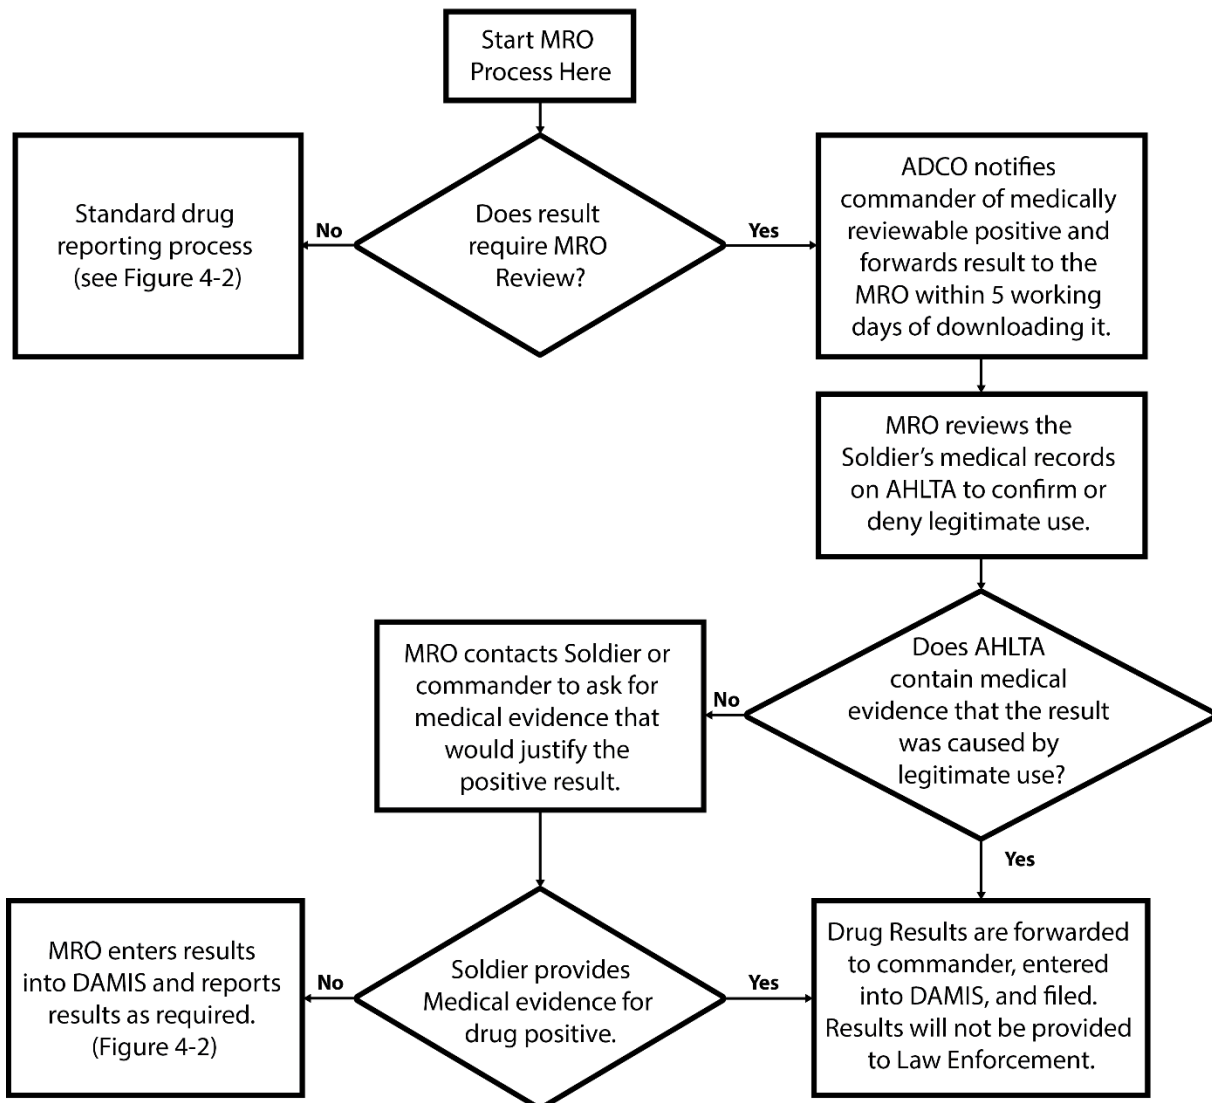 Start MRO
Process Here
Standard drug
reporting process
(see Figure 4-2)
No
Does result
require MRO
Review?
Yes
ADCO notifies
commander of medically
reviewable positive and
forwards result to the
MRO within 5 working
days of downloading it.
MRO reviews the
Soldier’s medical records
on AHLTA to confirm or
deny legitimate use.
Does AHLTA
contain medical
evidence that the result
was caused by
legitimate use?
No
MRO contacts Soldier or
commander to ask for
medical evidence that
would justify the
positive result.
Yes
MRO enters results
into DAMIS and reports
results as required.
(Figure 4-2)
No
Soldier provides
Medical evidence for
drug positive.
Yes
Drug Results are forwarded
to commander, entered
into DAMIS, and filed.
Results will not be provided
to Law Enforcement.